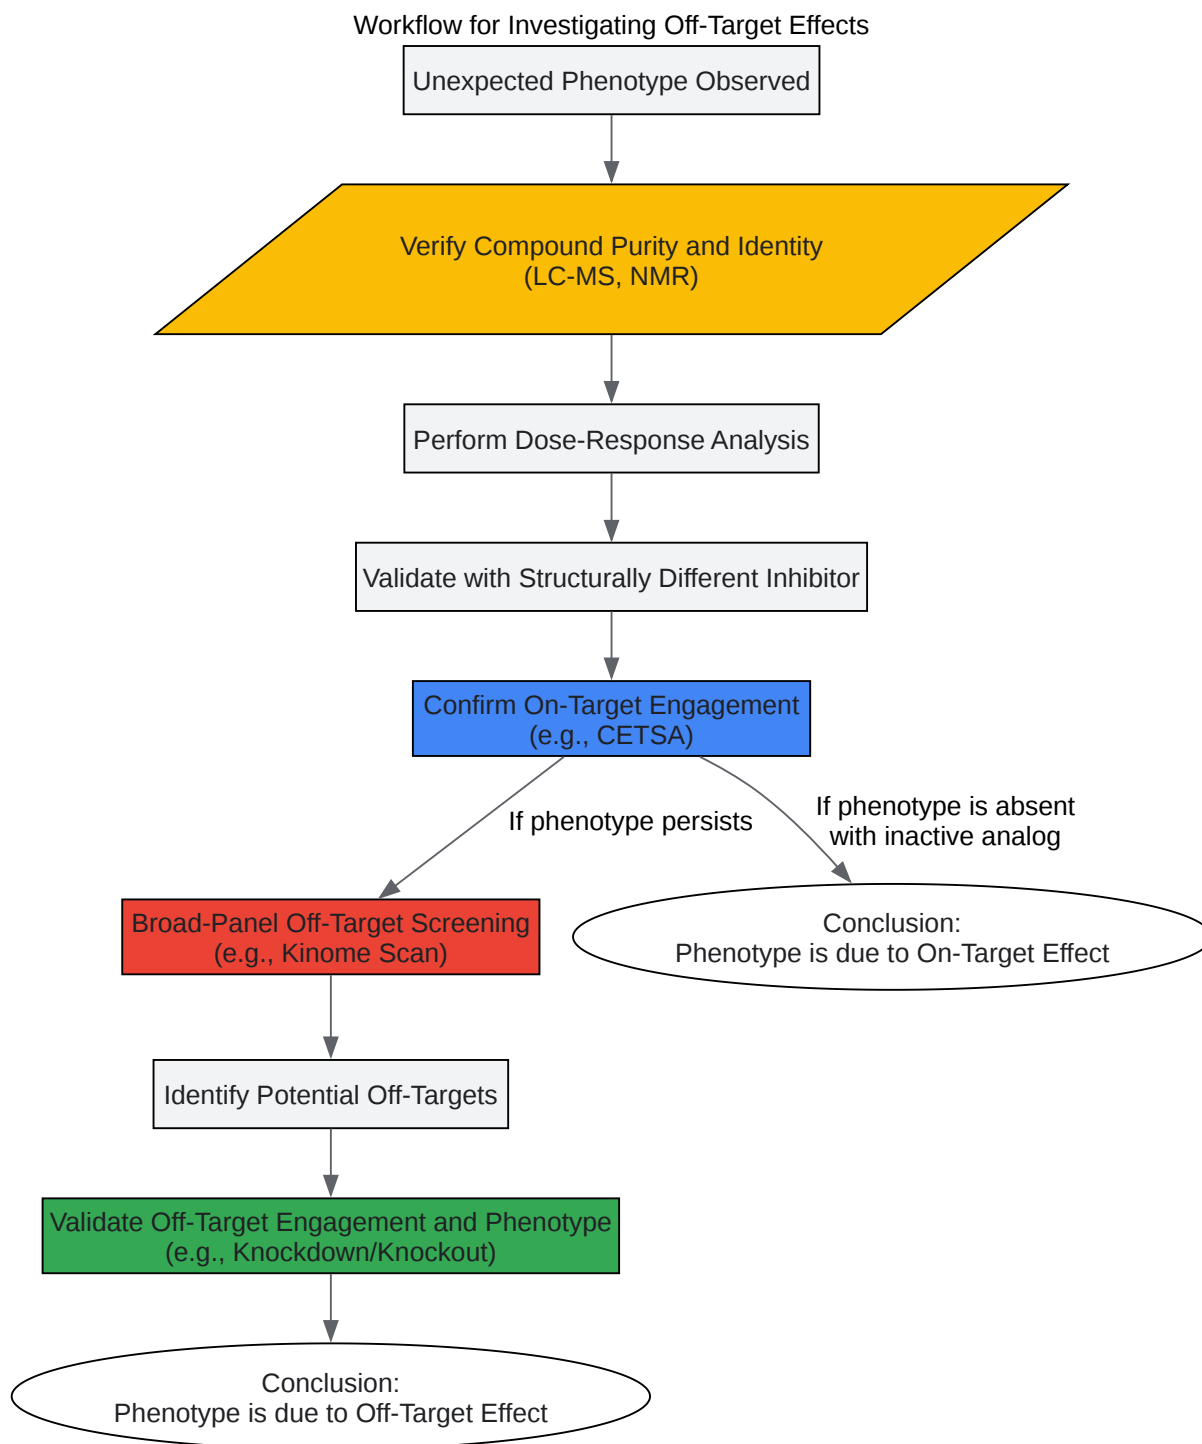 Workflow for Investigating Off-Target Effects
Unexpected Phenotype Observed
Verify Compound Purity and Identity
(LC-MS, NMR)
Perform Dose-Response Analysis
Validate with Structurally Different Inhibitor
Confirm On-Target Engagement
(e.g., CETSA)
If phenotype persists
If phenotype is absent
with inactive analog
Broad-Panel Off-Target Screening
(e.g., Kinome Scan)
Conclusion:
Phenotype is due to On-Target Effect
Identify Potential Off-Targets
Validate Off-Target Engagement and Phenotype
(e.g., Knockdown/Knockout)
Conclusion:
Phenotype is due to Off-Target Effect